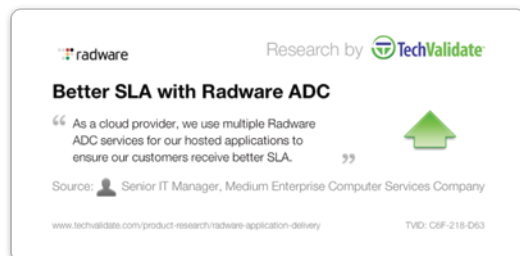 radware
Research by TechValidate
Better SLA with Radware ADC
“ As a cloud provider, we use multiple Radware
ADC services for our hosted applications to
ensure our customers receive better SLA. ”
Source: Senior IT Manager, Medium Enterprise Computer Services Company
www.techvalidate.com/product-research/radware-application-delivery
TVID: C6F-218-D63